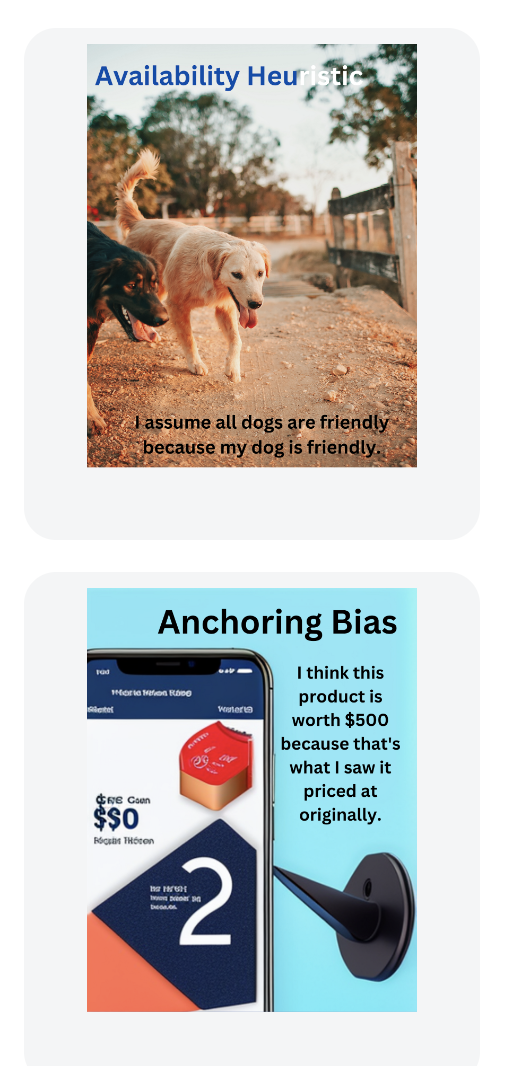 Availability Heuristic
I assume all dogs are friendly
because my dog is friendly.
Anchoring Bias
I think this
product is
worth $500
because that's
what I saw it
priced at
originally.
$$0
2